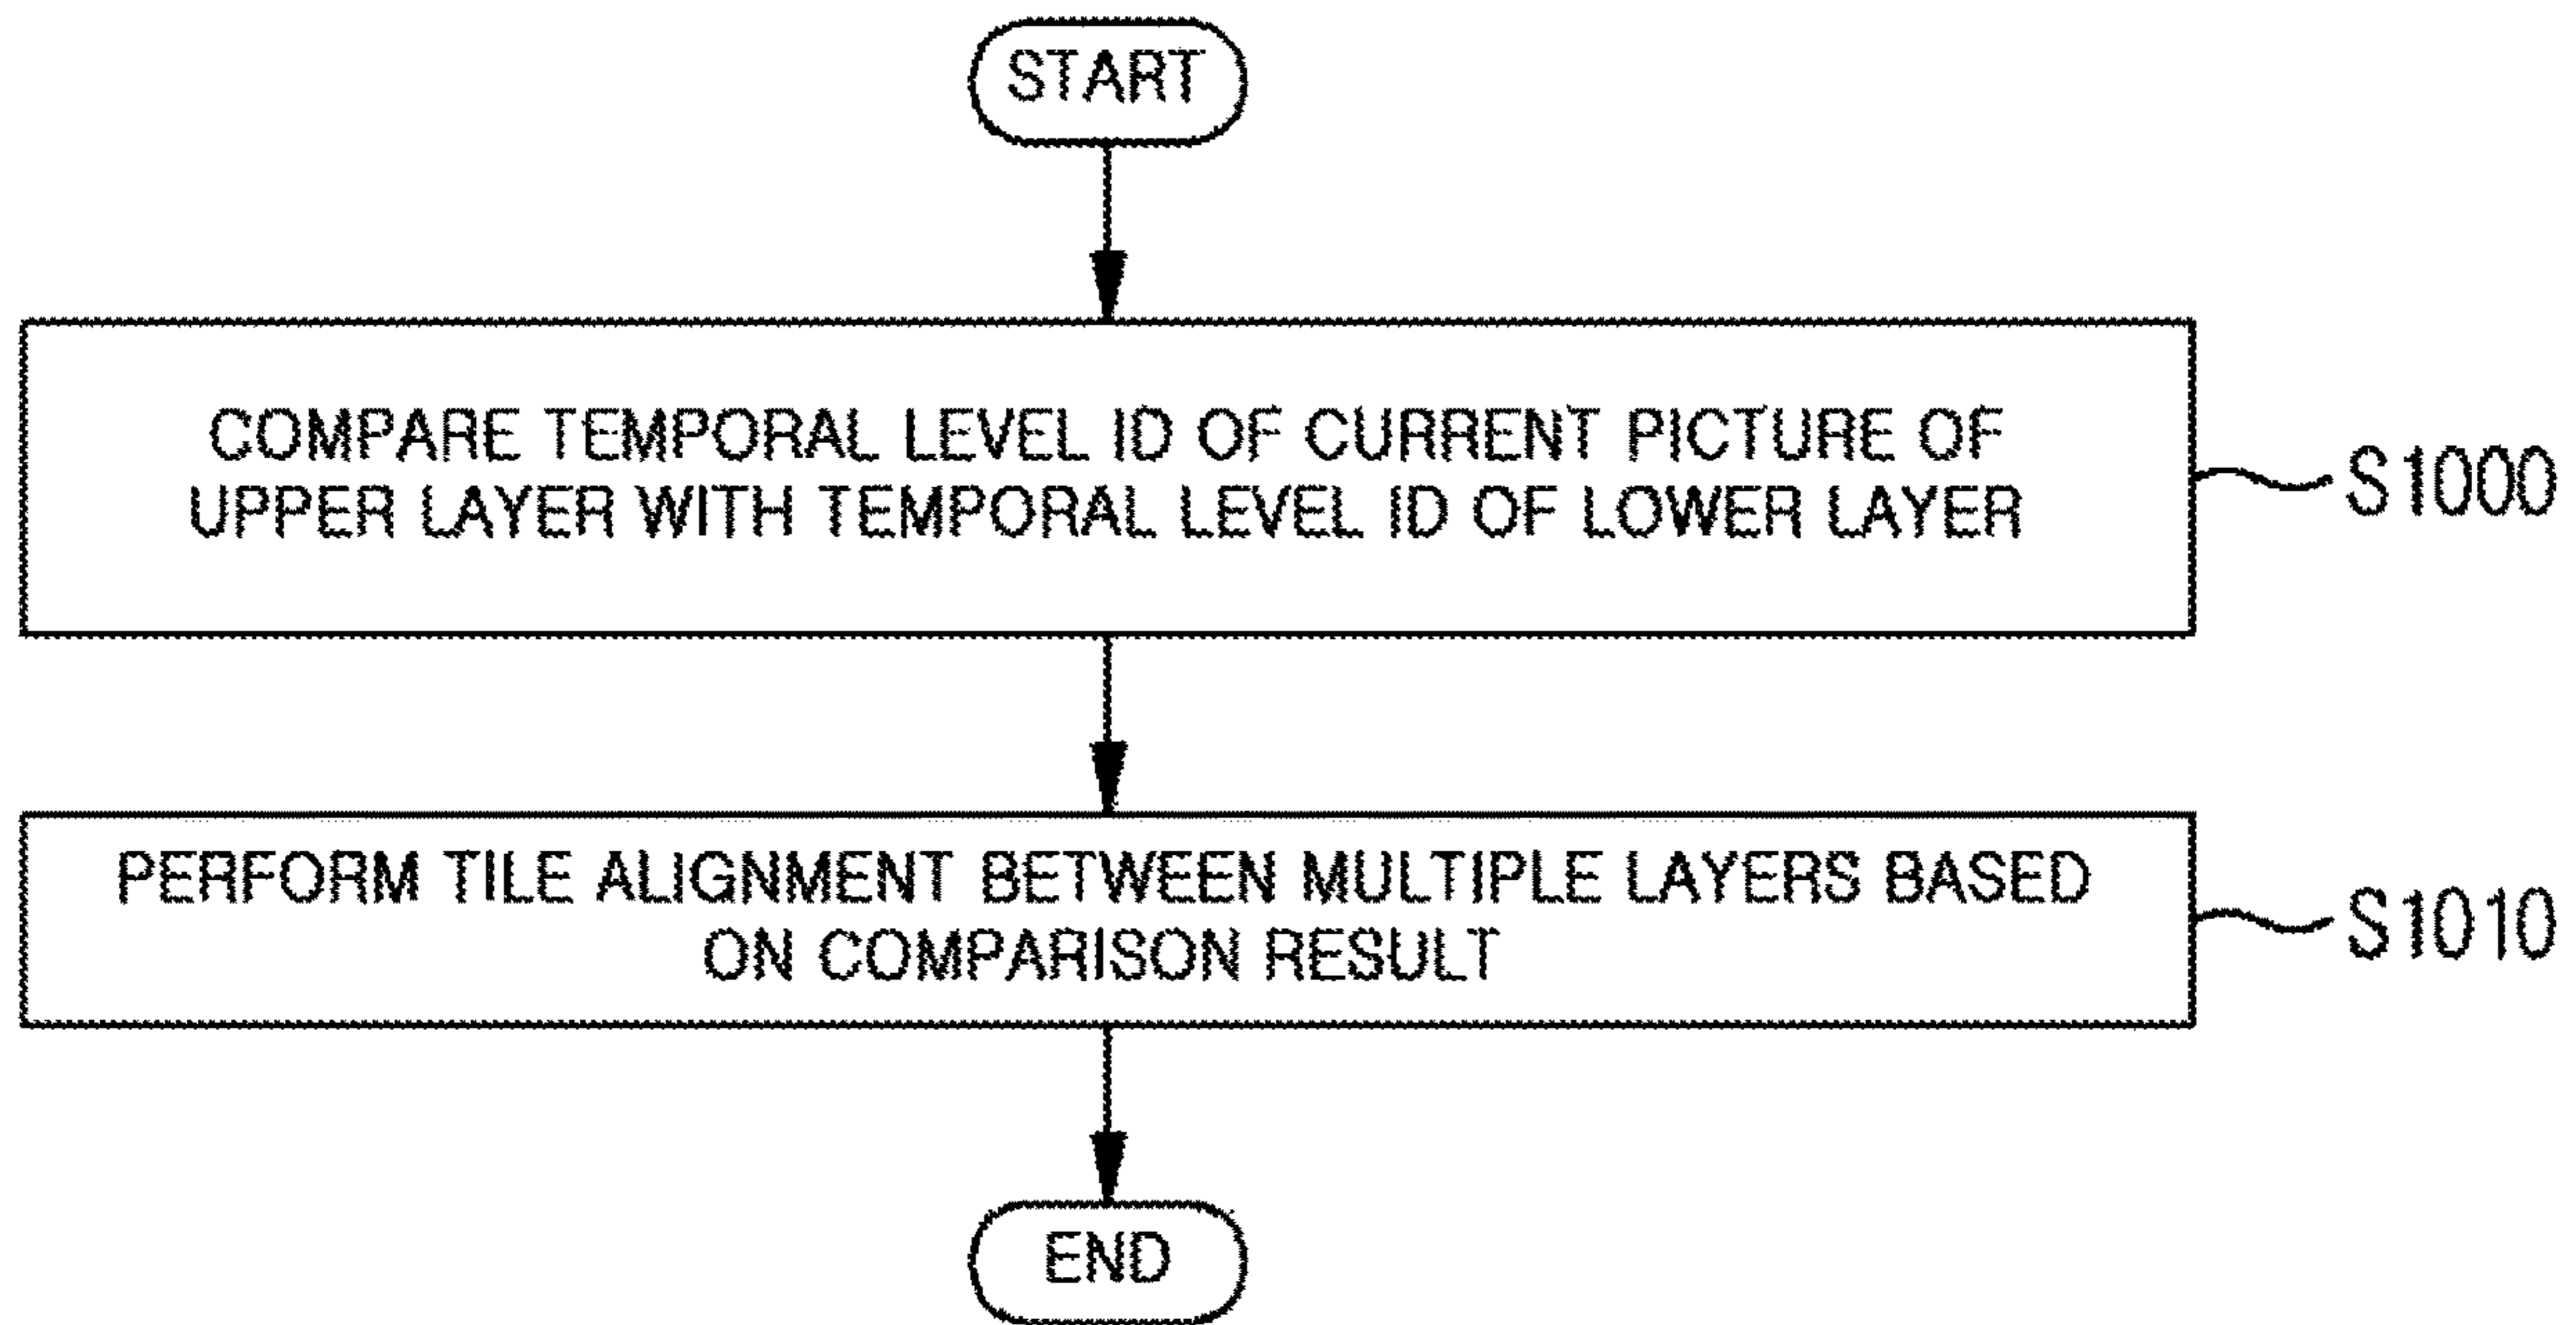 START
COMPARE TEMPORAL LEVEL ID OF CURRENT PICTURE OF
UPPER LAYER WITH TEMPORAL LEVEL ID OF LOWER LAYER
S1000
PERFORM TILE ALIGNMENT BETWEEN MULTIPLE LAYERS BASED
ON COMPARISON RESULT
S1010
END